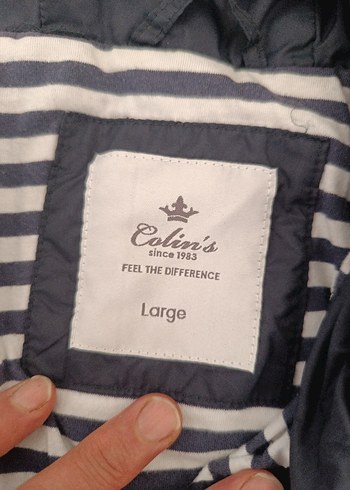 Colin's
since 1983
FEEL THE DIFFERENCE
Large